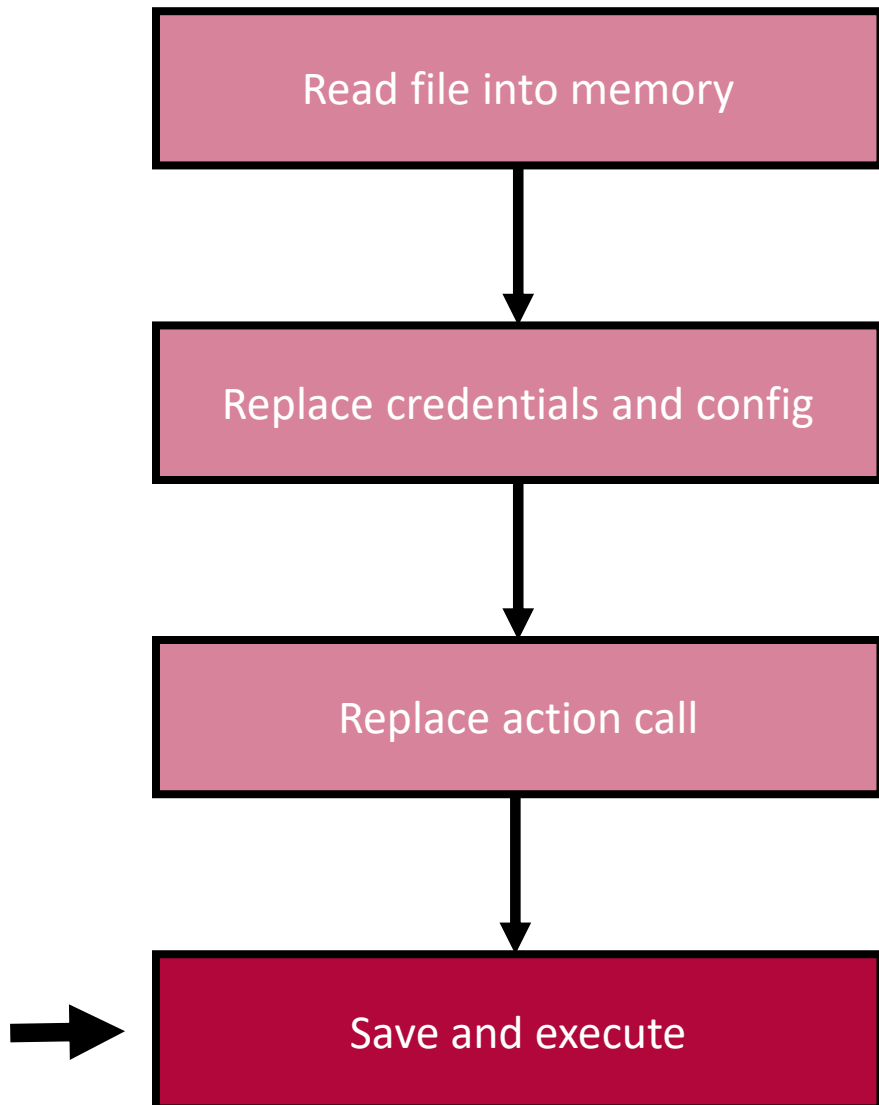 Read file into memory
Replace credentials and config
Replace action call
Save and execute